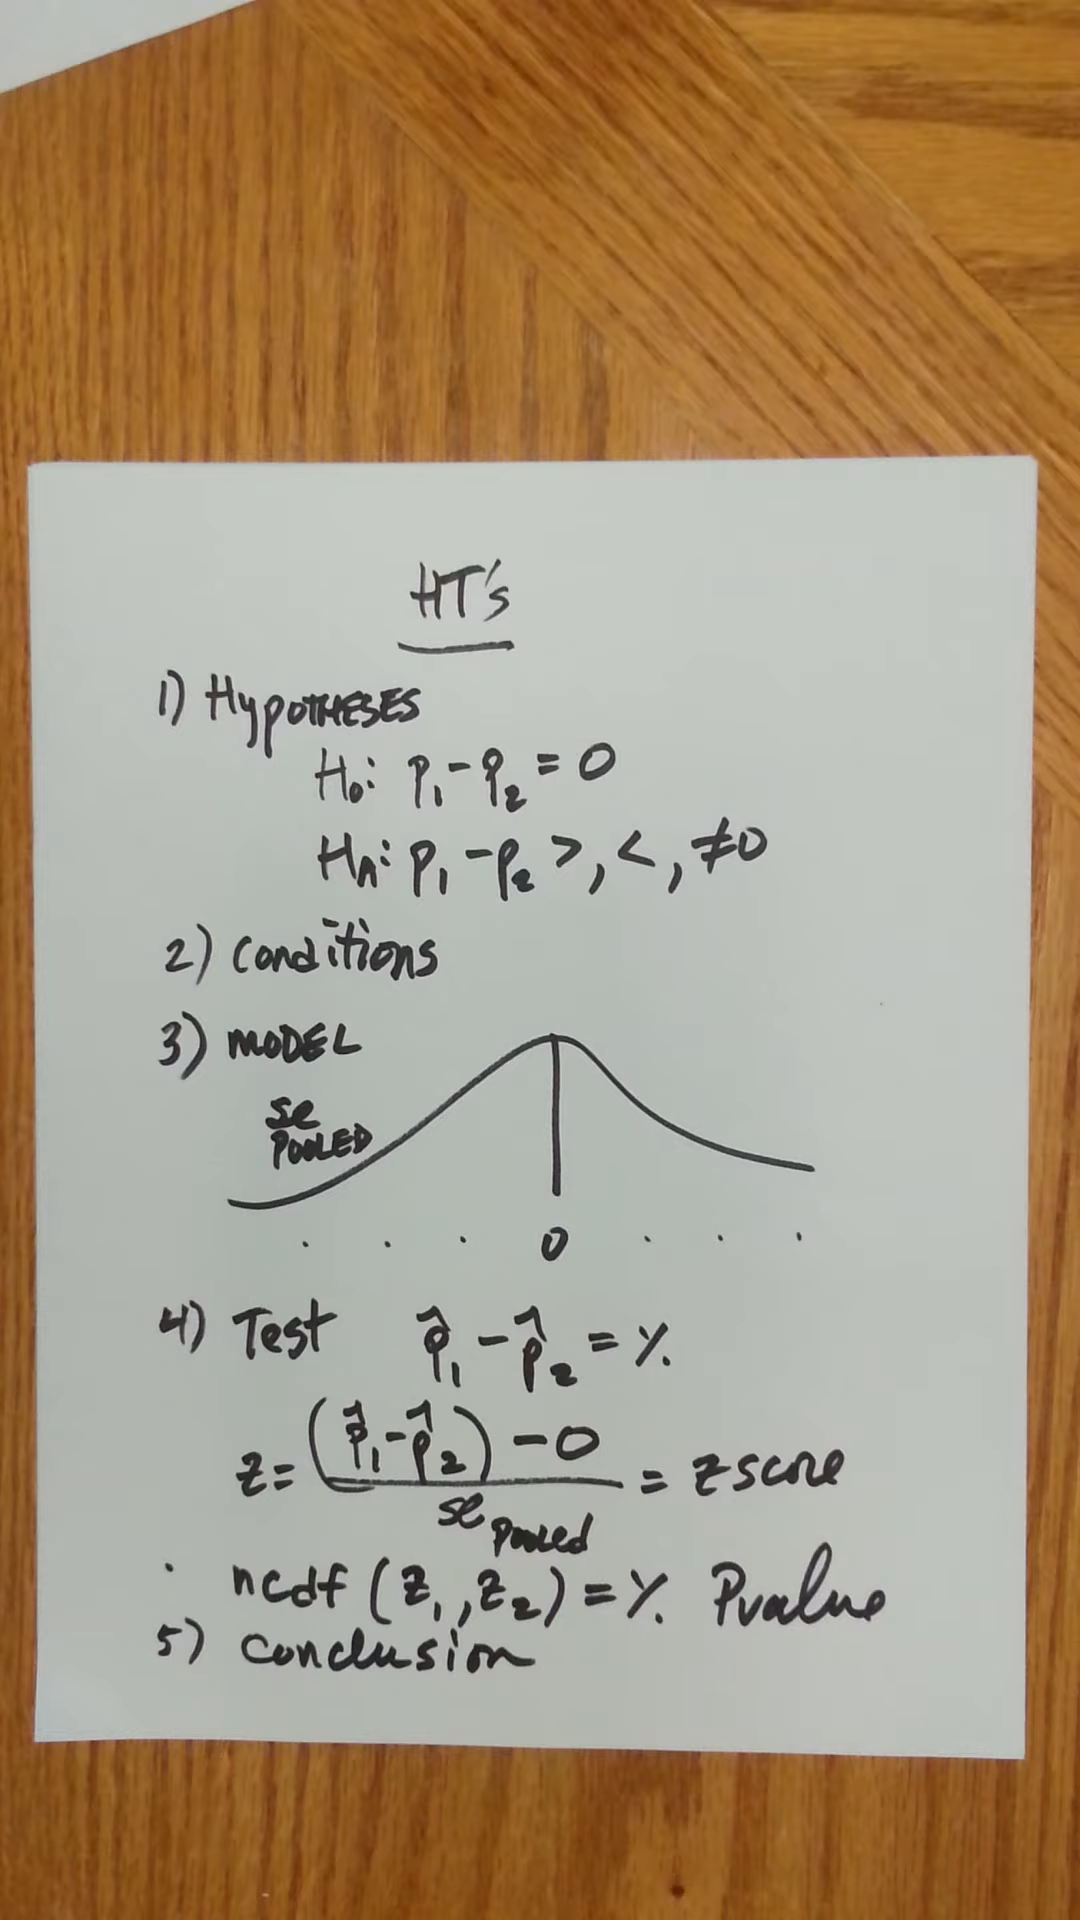 HT's
1) HYPOTHESES
H₀: p₁ - p₂ = 0
Hᴀ: p₁ - p₂ >, <, ≠0
2) Conditions
3) MODEL
se
POOLED
0
4) Test p̂₁ - p̂₂ = %
z = (p̂₁ - p̂₂) - 0 / se pooled = z score
ncdf (z₁, z₂) = % Pvalue
5) Conclusion